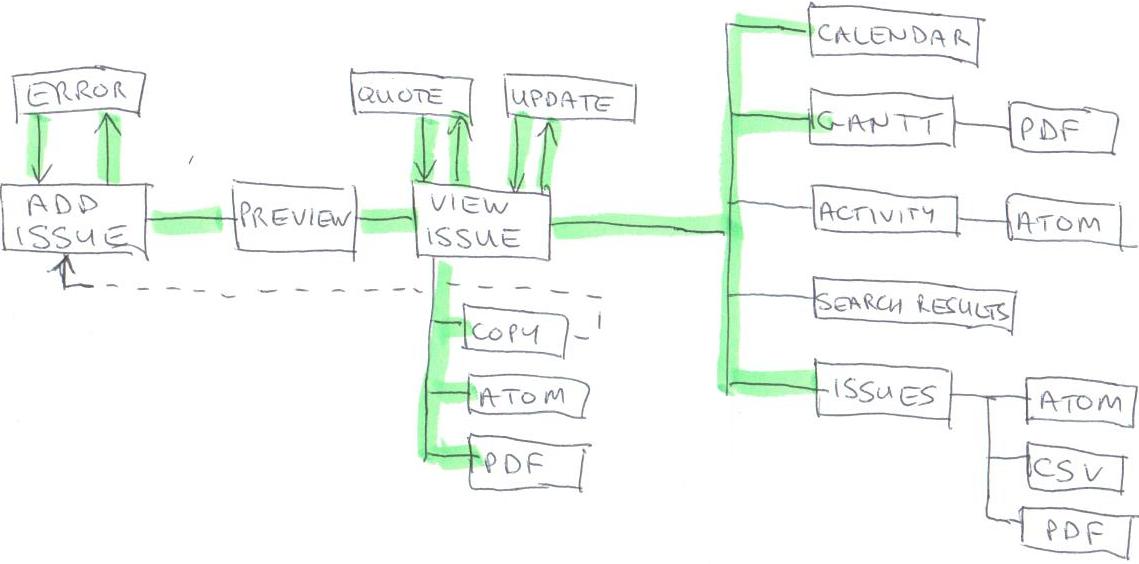 CALENDAR
ERROR
QUOTE
UPDATE
GANTT
PDF
ADD
ISSUE
PREVIEW
VIEW
ISSUE
ACTIVITY
ATOM
SEARCH RESULTS
COPY
ATOM
PDF
ISSUES
ATOM
CSV
PDF